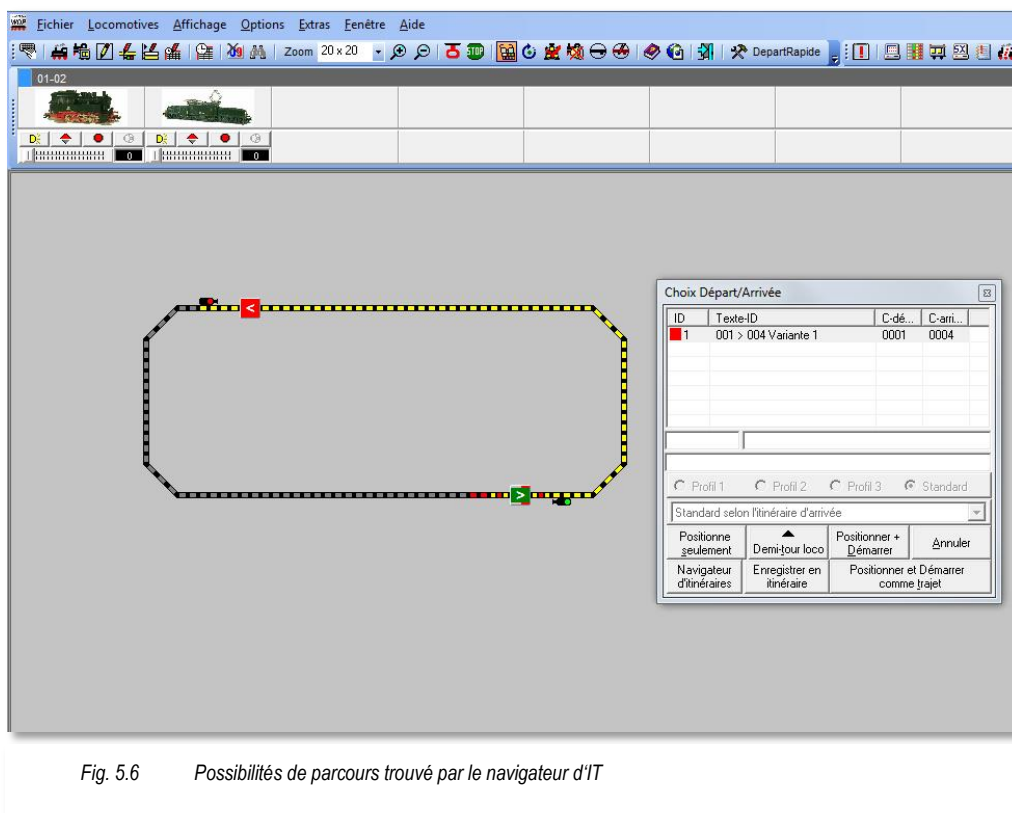 WDP Fichier Locomotives Affichage Options Extras Fenêtre Aide
Zoom 20 x 20 STOP DepartRapide SX
01-02
0 0
< >
Choix Départ/Arrivée
ID Texte-ID C-dé... C-arri...
1 001 > 004 Variante 1 0001 0004
Profil 1 Profil 2 Profil 3 Standard
Standard selon l'itinéraire d'arrivée
Positionne seulement
Demi-tour loco
Positionner + Démarrer
Annuler
Navigateur d'itinéraires
Enregistrer en itinéraire
Positionner et Démarrer comme trajet
Fig. 5.6 Possibilités de parcours trouvé par le navigateur d'IT